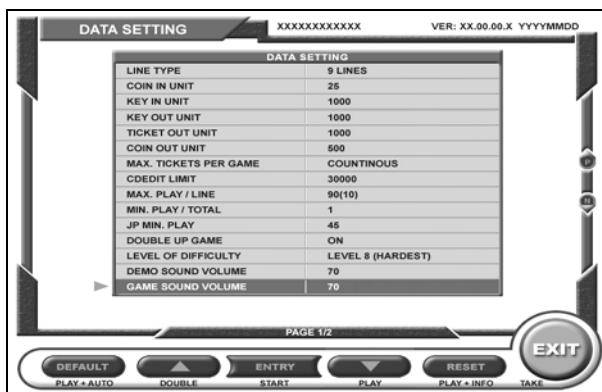 DATA SETTING XXXXXXXXXXXX VER: XX.00.00.X YYYYMMDD
DATA SETTING
LINE TYPE 9 LINES
COIN IN UNIT 25
KEY IN UNIT 1000
KEY OUT UNIT 1000
TICKET OUT UNIT 1000
COIN OUT UNIT 500
MAX. TICKETS PER GAME COUNTINOUS
CDEDIT LIMIT 30000
MAX. PLAY / LINE 90(10)
MIN. PLAY / TOTAL 1
JP MIN. PLAY 45
DOUBLE UP GAME ON
LEVEL OF DIFFICULTY LEVEL 8 (HARDEST)
DEMO SOUND VOLUME 70
GAME SOUND VOLUME 70
P
N
PAGE 1/2
EXIT
DEFAULT ENTRY RESET
PLAY + AUTO DOUBLE START PLAY PLAY + INFO TAKE